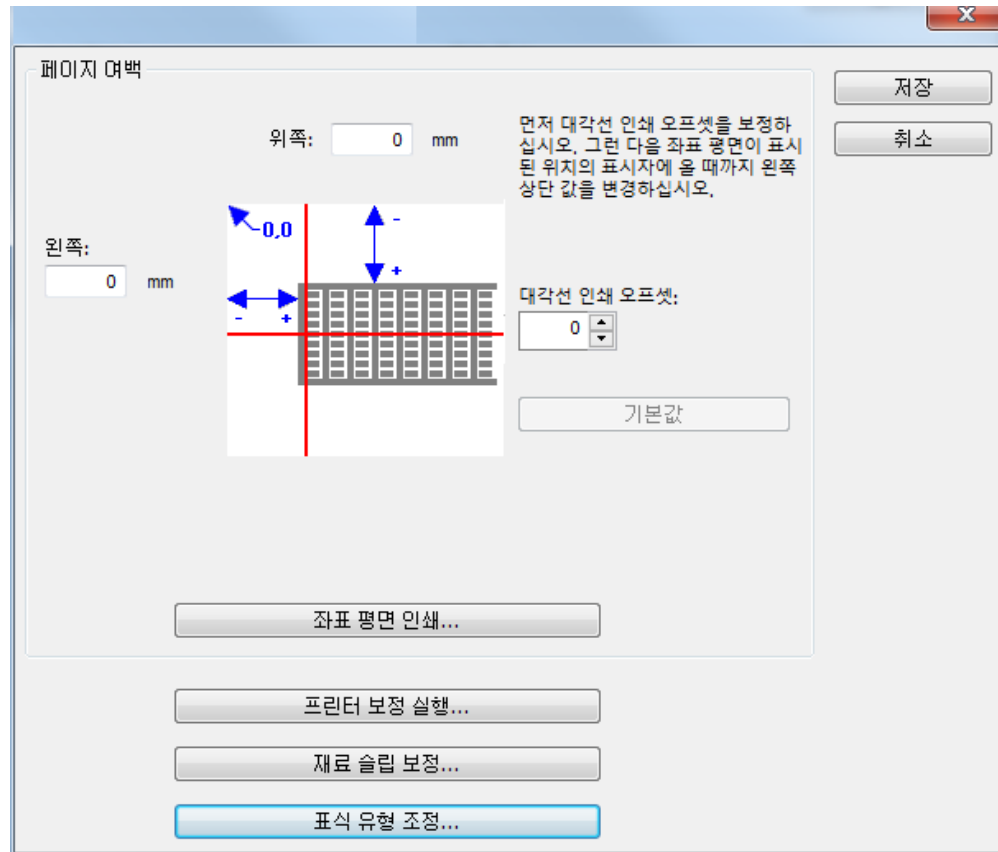 페이지 여백
저장
취소
위쪽: 0 mm
먼저 대각선 인쇄 오프셋을 보정하
십시오. 그런 다음 좌표 평면이 표시
된 위치의 표시자에 올 때까지 왼쪽
상단 값을 변경하십시오.
왼쪽:
0 mm
0,0
-
+
- +
대각선 인쇄 오프셋:
0
기본값
좌표 평면 인쇄...
프린터 보정 실행...
재료 슬립 보정...
표식 유형 조정...